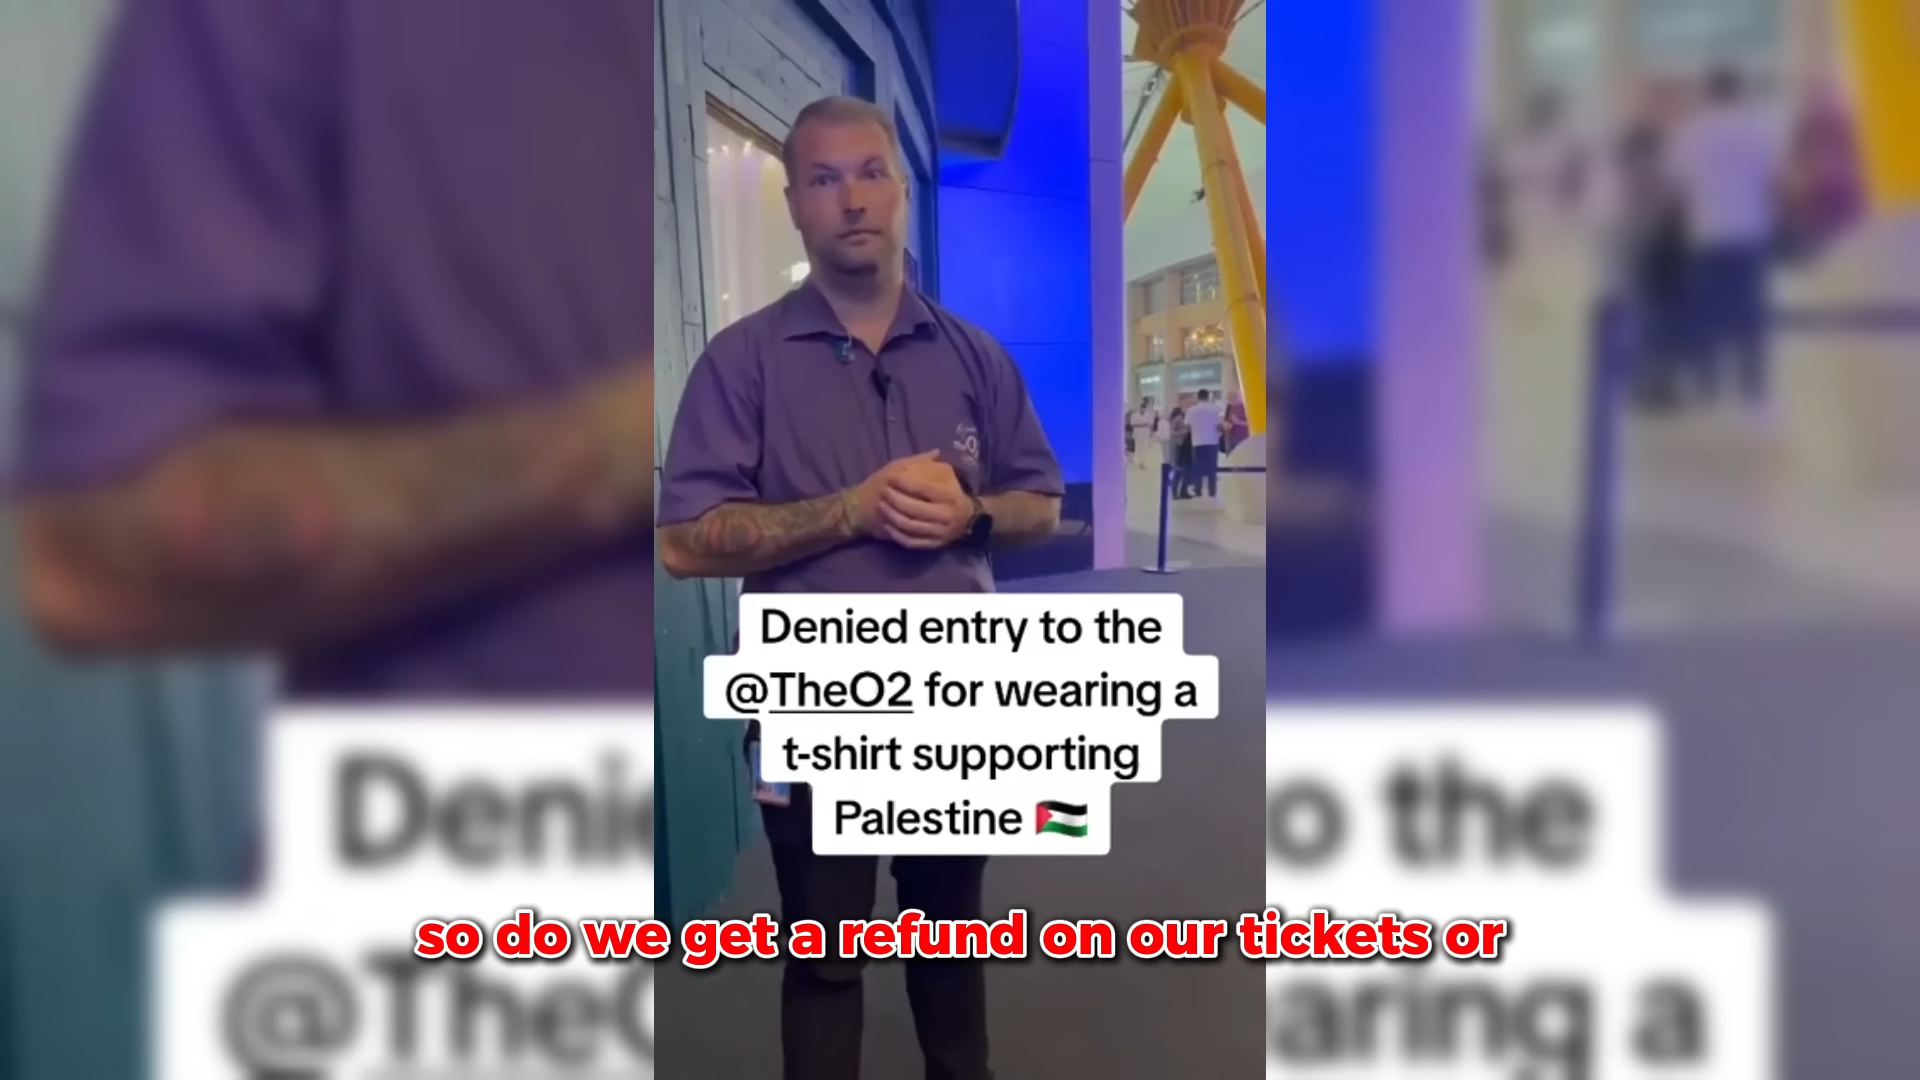 Denied entry to the
@TheO2 for wearing a
t-shirt supporting
Palestine 🇵🇸
so do we get a refund on our tickets or